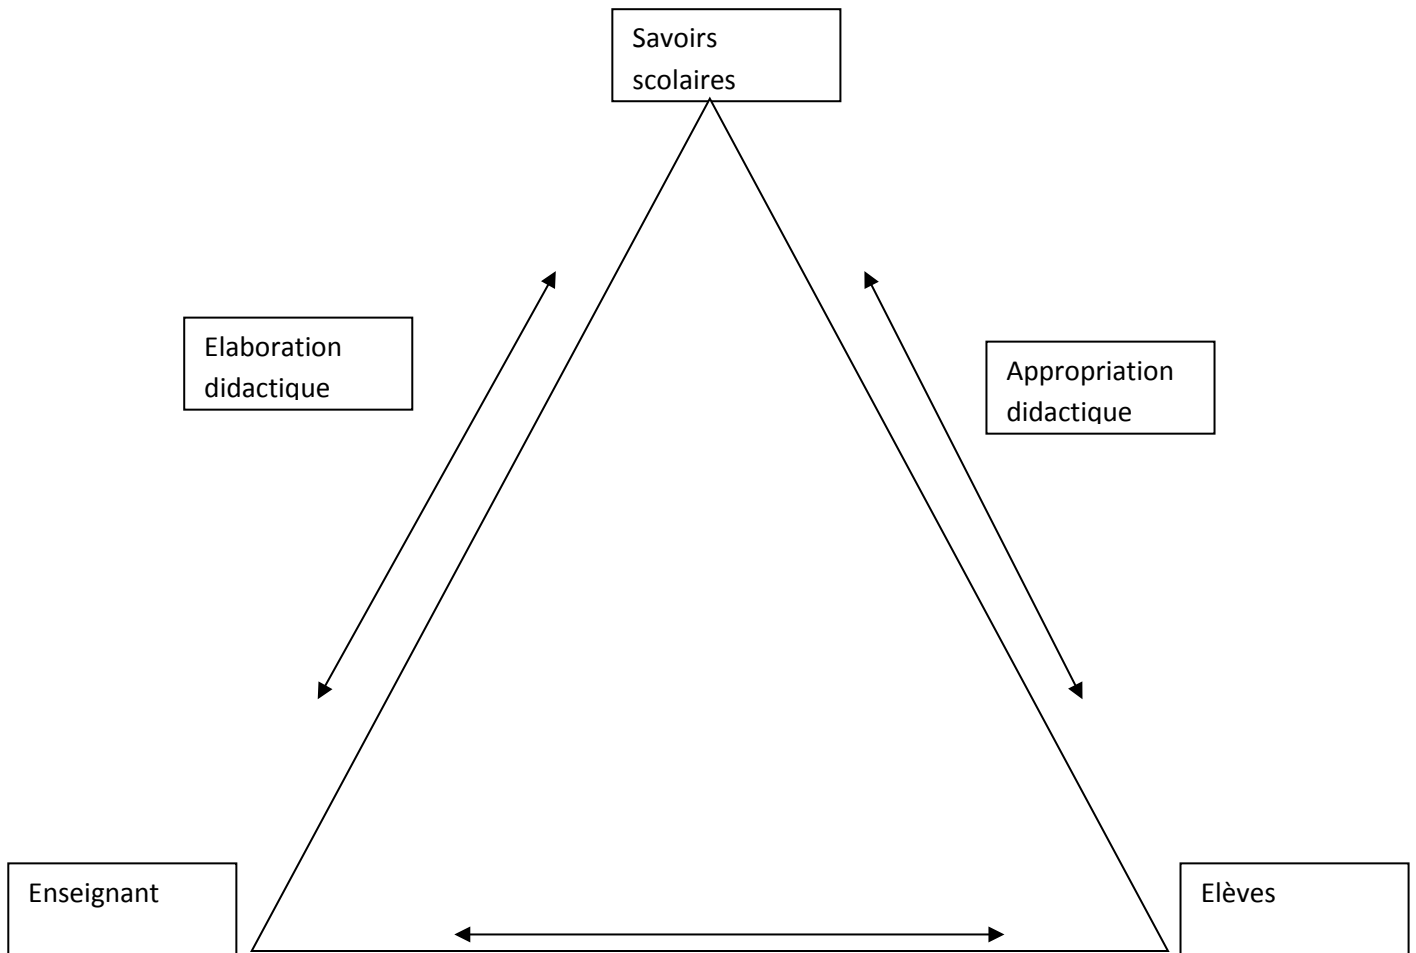 Savoirs
scolaires
Elaboration
didactique
Appropriation
didactique
Enseignant
Elèves